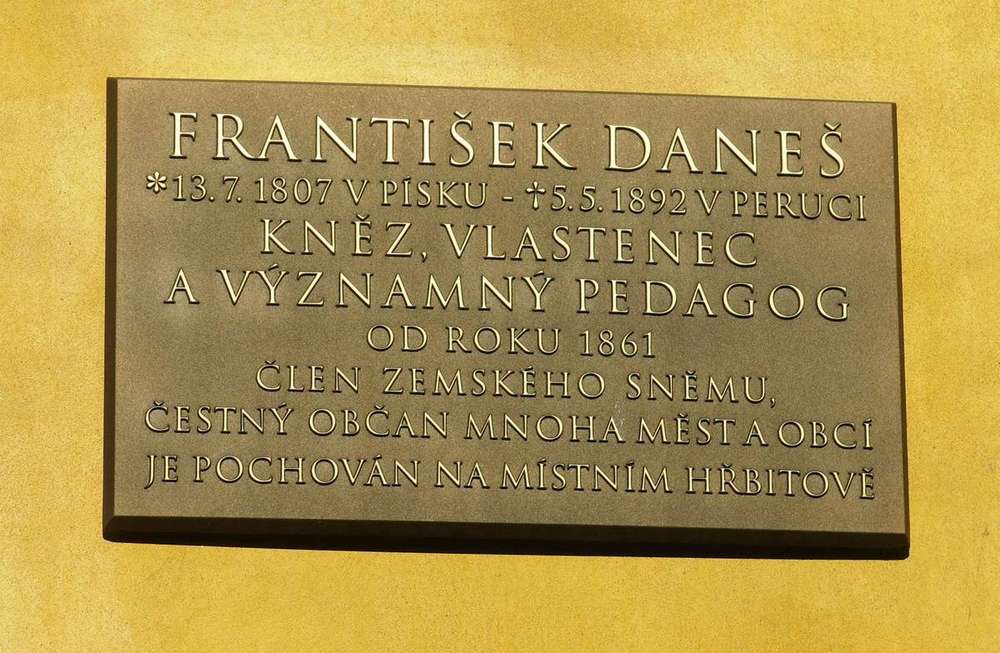 FRANTIŠEK DANEŠ
*13.7.1807 V PÍSKU - †5.5.1892 V PERUCI
KNĚZ, VLASTENEC
A VÝZNAMNÝ PEDAGOG
OD ROKU 1861
ČLEN ZEMSKÉHO SNĚMU,
ČESTNÝ OBČAN MNOHA MĚST A OBCÍ
JE POCHOVÁN NA MÍSTNÍM HŘBITOVĚ